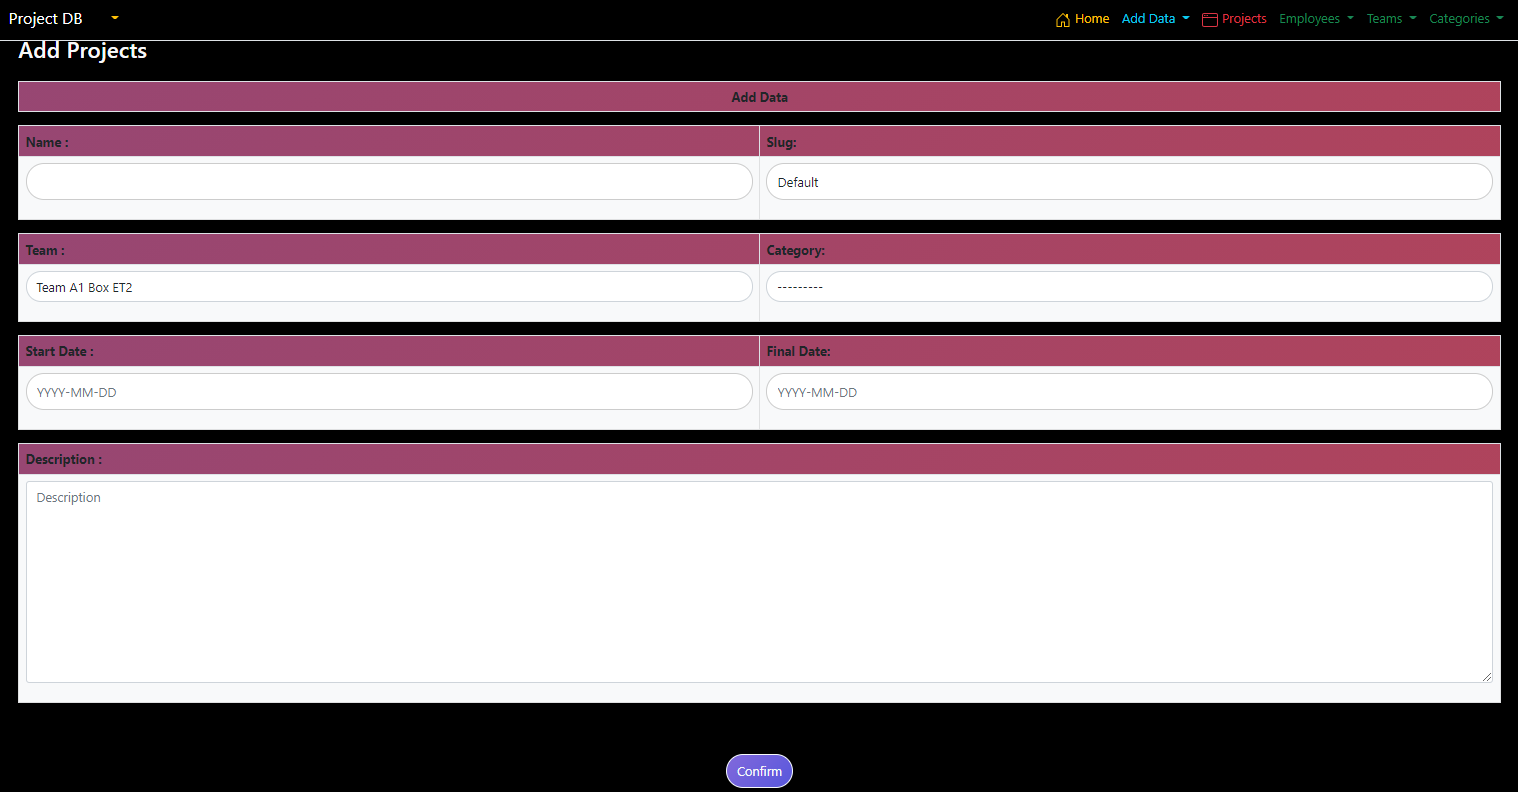 Project DB Home Add Data Projects Employees Teams Categories
Add Projects
Add Data
Name : Slug:
Default
Team : Category:
Team A1 Box ET2 ---------
Start Date : Final Date:
YYYY-MM-DD YYYY-MM-DD
Description :
Description
Confirm